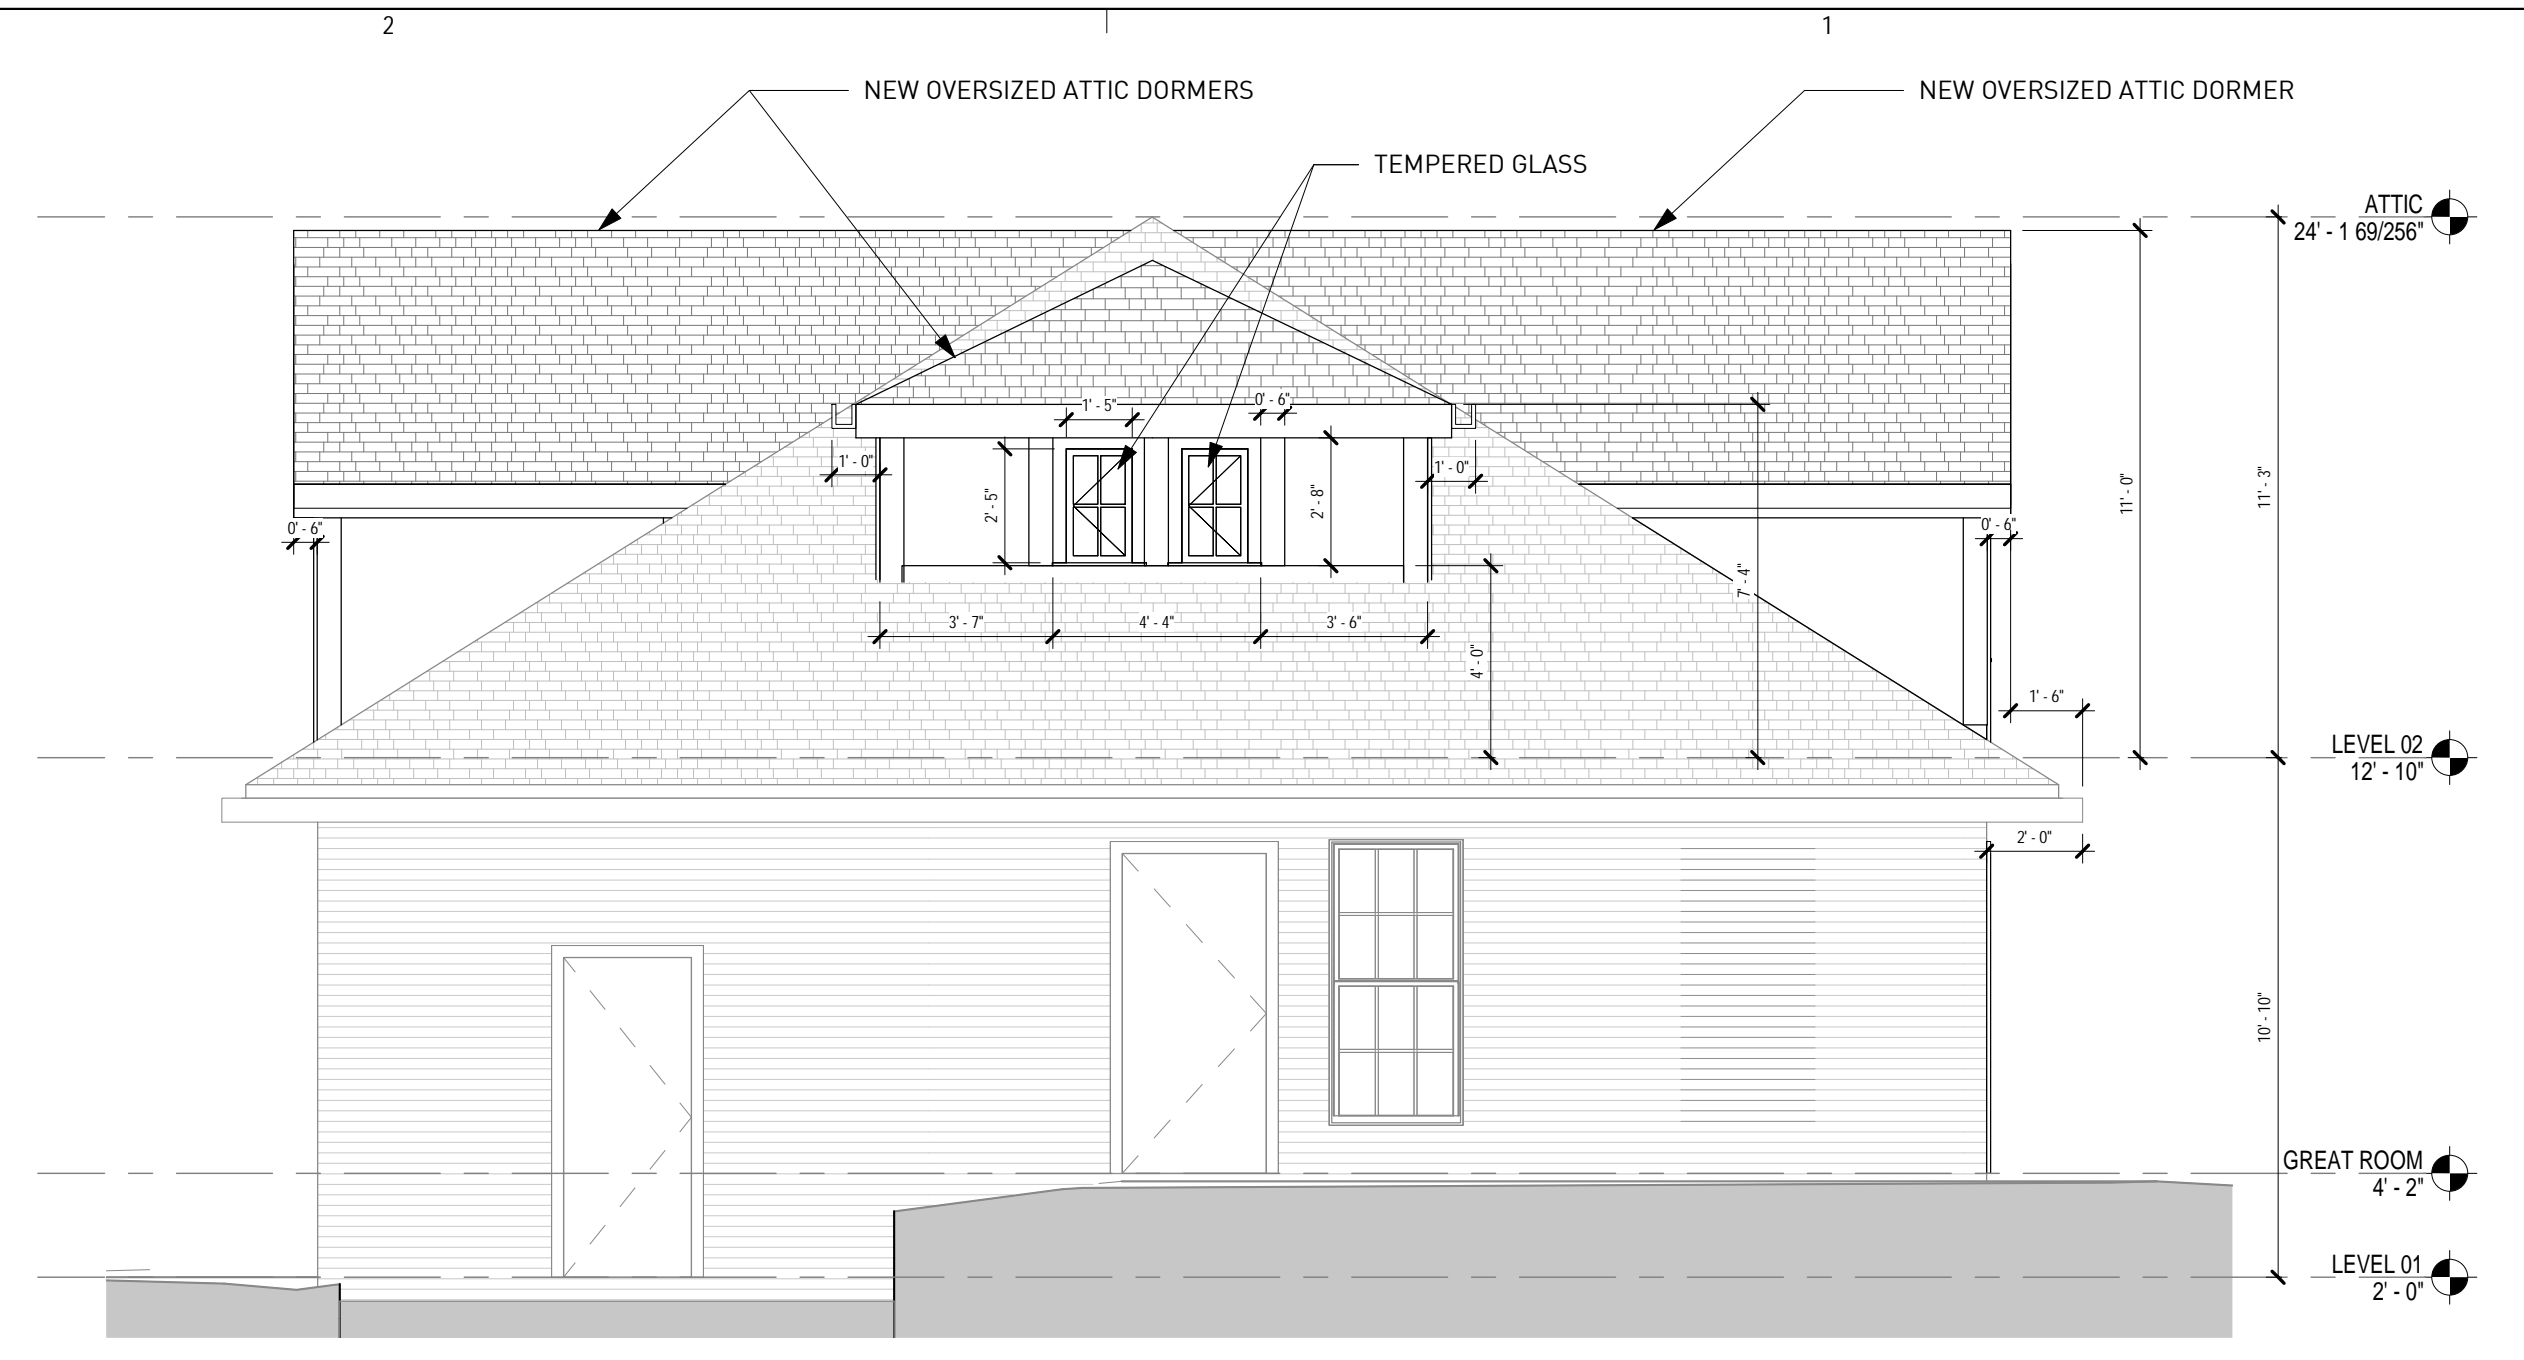 2
1
NEW OVERSIZED ATTIC DORMERS
NEW OVERSIZED ATTIC DORMER
TEMPERED GLASS
ATTIC
24' - 1 69/256"
1' - 5"
0' - 6"
1' - 0"
1' - 0"
2' - 5"
2' - 8"
11' - 0"
11' - 3"
0' - 6"
0' - 6"
7' - 4"
3' - 7"
4' - 4"
3' - 6"
4' - 0"
1' - 6"
LEVEL 02
12' - 10"
2' - 0"
10' - 10"
GREAT ROOM
4' - 2"
LEVEL 01
2' - 0"